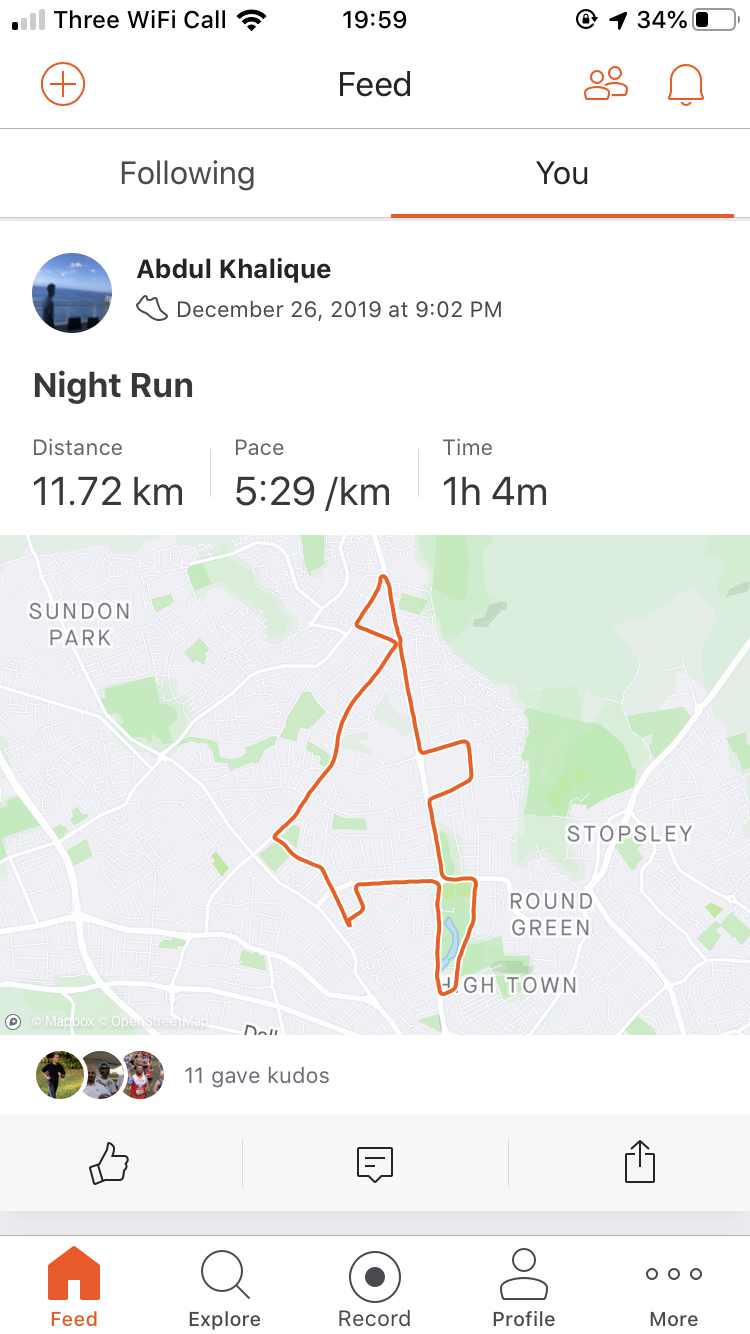 Three WiFi Call 19:59 34%
Feed
Following You
Abdul Khalique
December 26, 2019 at 9:02 PM
Night Run
Distance Pace Time
11.72 km 5:29 /km 1h 4m
SUNDON
PARK
STOPSLEY
ROUND
GREEN
HIGH TOWN
© Mapbox © OpenStreetMap
11 gave kudos
Feed Explore Record Profile More